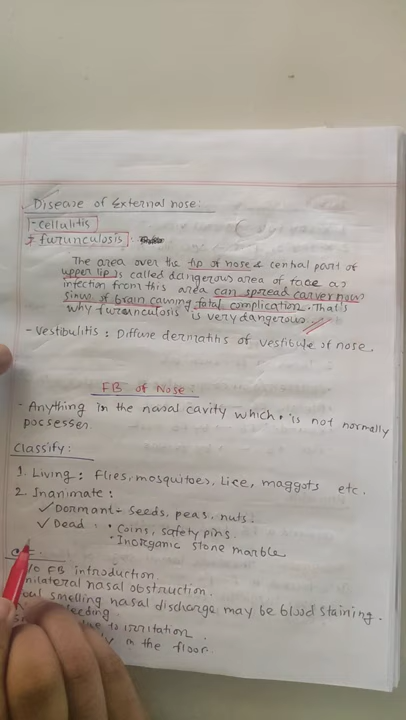 Disease of External nose:
- Cellulitis
- furunculosis
The area over the tip of nose & central part of
upper lip is called dangerous area of face as
infection from this area can spread cavernous
sinus of brain causing fatal complication. That's
why furunculosis is very dangerous.
- Vestibulitis: Diffuse dermatitis of vestibule of nose.
FB of Nose:
- Anything in the nasal cavity which is not normally
possesses.
Classify:
1. Living: Flies, mosquitoes, Lice, maggots etc.
2. Inanimate:
✓ Dormant - seeds, peas, nuts.
✓ Dead: • Coins, safety pins.
• Inorganic stone marble
FB introduction
nilateral nasal obstruction.
oul smelling nasal discharge may be blood staining.
eeding.
to irritation.
in the floor.